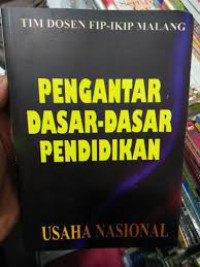 TIM DOSEN FIP-IKIP MALANG
PENGANTAR
DASAR-DASAR
PENDIDIKAN
USAHA NASIONAL